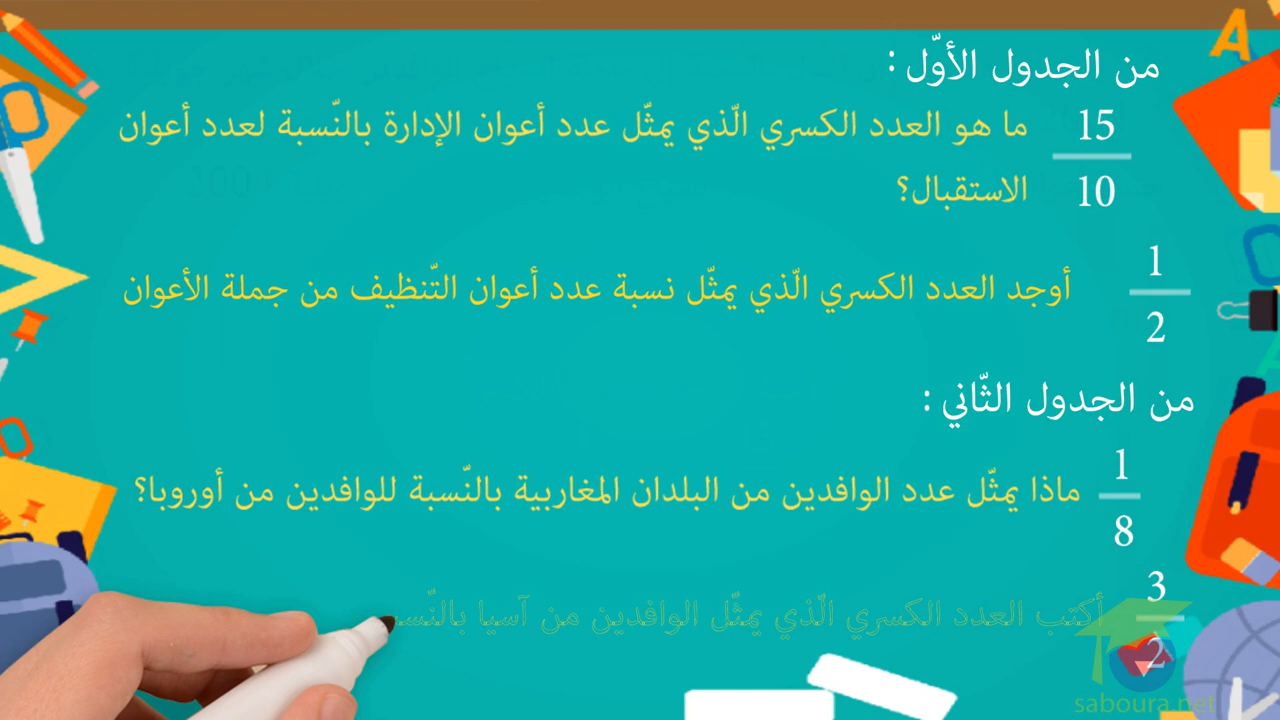 من الجدول الأوّل :
15
10
ما هو العدد الكسري الّذي يمثّل عدد أعوان الإدارة بالنّسبة لعدد أعوان
الاستقبال؟
1
2
أوجد العدد الكسري الّذي يمثّل نسبة عدد أعوان التّنظيف من جملة الأعوان
من الجدول الثّاني :
1
8
ماذا يمثّل عدد الوافدين من البلدان المغاربية بالنّسبة للوافدين من أوروبا؟
3
2
أكتب العدد الكسري الّذي يمثّل الوافدين من آسيا
saboura.net